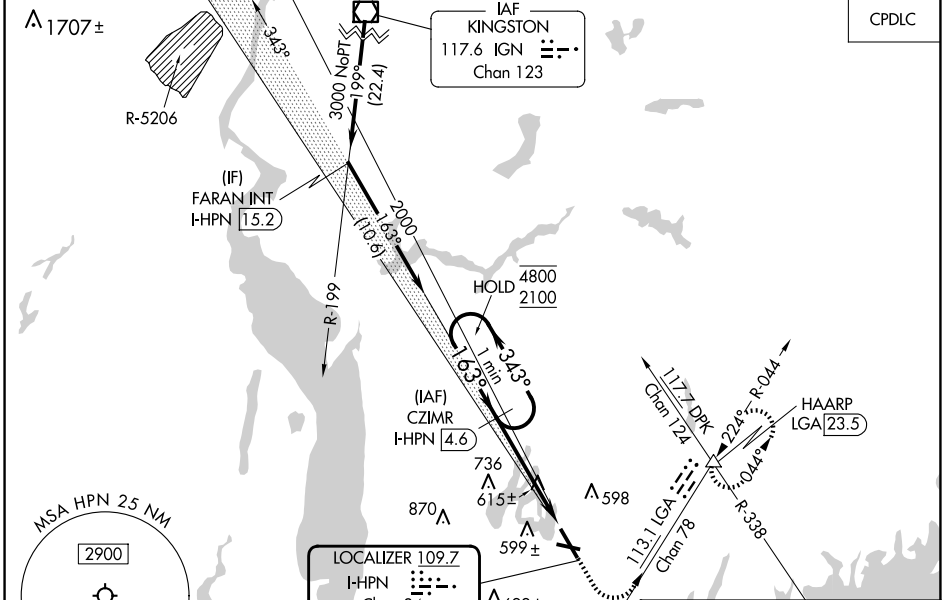 1707 ±
IAF
KINGSTON
117.6 IGN
Chan 123
CPDLC
343°
3000 NoPT
199°
(22.4)
R-5206
(IF)
FARAN INT
I-HPN 15.2
2000
163°
(10.6)
R-199
HOLD 4800
2100
1 min
163°
343°
(IAF)
CZIMR
I-HPN 4.6
117.7 DPK
Chan 124
R-044
224°
044°
HAARP
LGA 23.5
R-338
113.1 LGA
Chan 78
736
615±
598
870
599 ±
MSA HPN 25 NM
2900
LOCALIZER 109.7
I-HPN